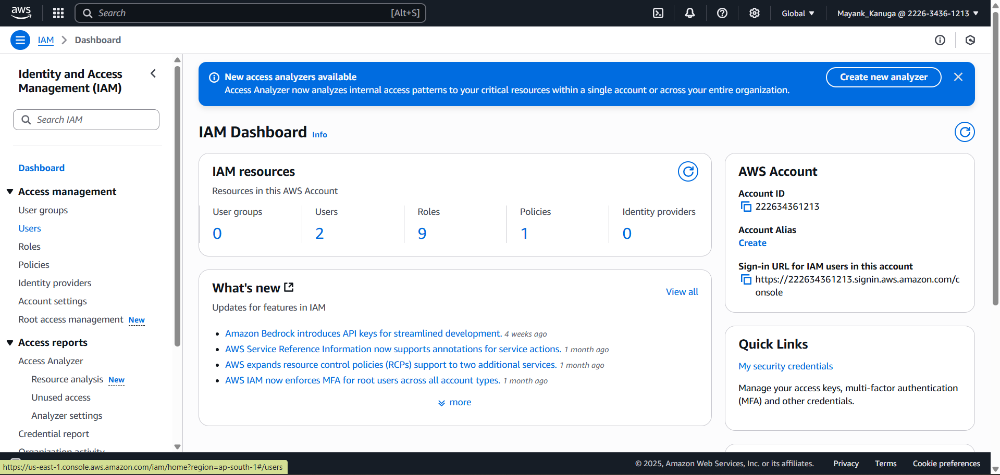 aws
Search
[Alt+S]
Global
Mayank_Kanuga @ 2226-3436-1213
IAM
Dashboard
Identity and Access
Management (IAM)
Search IAM
Dashboard
Access management
User groups
Users
Roles
Policies
Identity providers
Account settings
Root access management New
Access reports
Access Analyzer
Resource analysis New
Unused access
Analyzer settings
Credential report
Organization activity
New access analyzers available
Access Analyzer now analyzes internal access patterns to your critical resources within a single account or across your entire organization.
Create new analyzer
IAM Dashboard Info
IAM resources
Resources in this AWS Account
User groups
0
Users
2
Roles
9
Policies
1
Identity providers
0
What's new
View all
Updates for features in IAM
Amazon Bedrock introduces API keys for streamlined development. 4 weeks ago
AWS Service Reference Information now supports annotations for service actions. 1 month ago
AWS expands resource control policies (RCPs) support to two additional services. 1 month ago
AWS IAM now enforces MFA for root users across all account types. 1 month ago
more
AWS Account
Account ID
222634361213
Account Alias
Create
Sign-in URL for IAM users in this account
https://222634361213.signin.aws.amazon.com/c
onsole
Quick Links
My security credentials
Manage your access keys, multi-factor authentication
(MFA) and other credentials.
https://us-east-1.console.aws.amazon.com/iam/home?region=ap-south-1#/users
© 2025, Amazon Web Services, Inc. or its affiliates.
Privacy
Terms
Cookie preferences